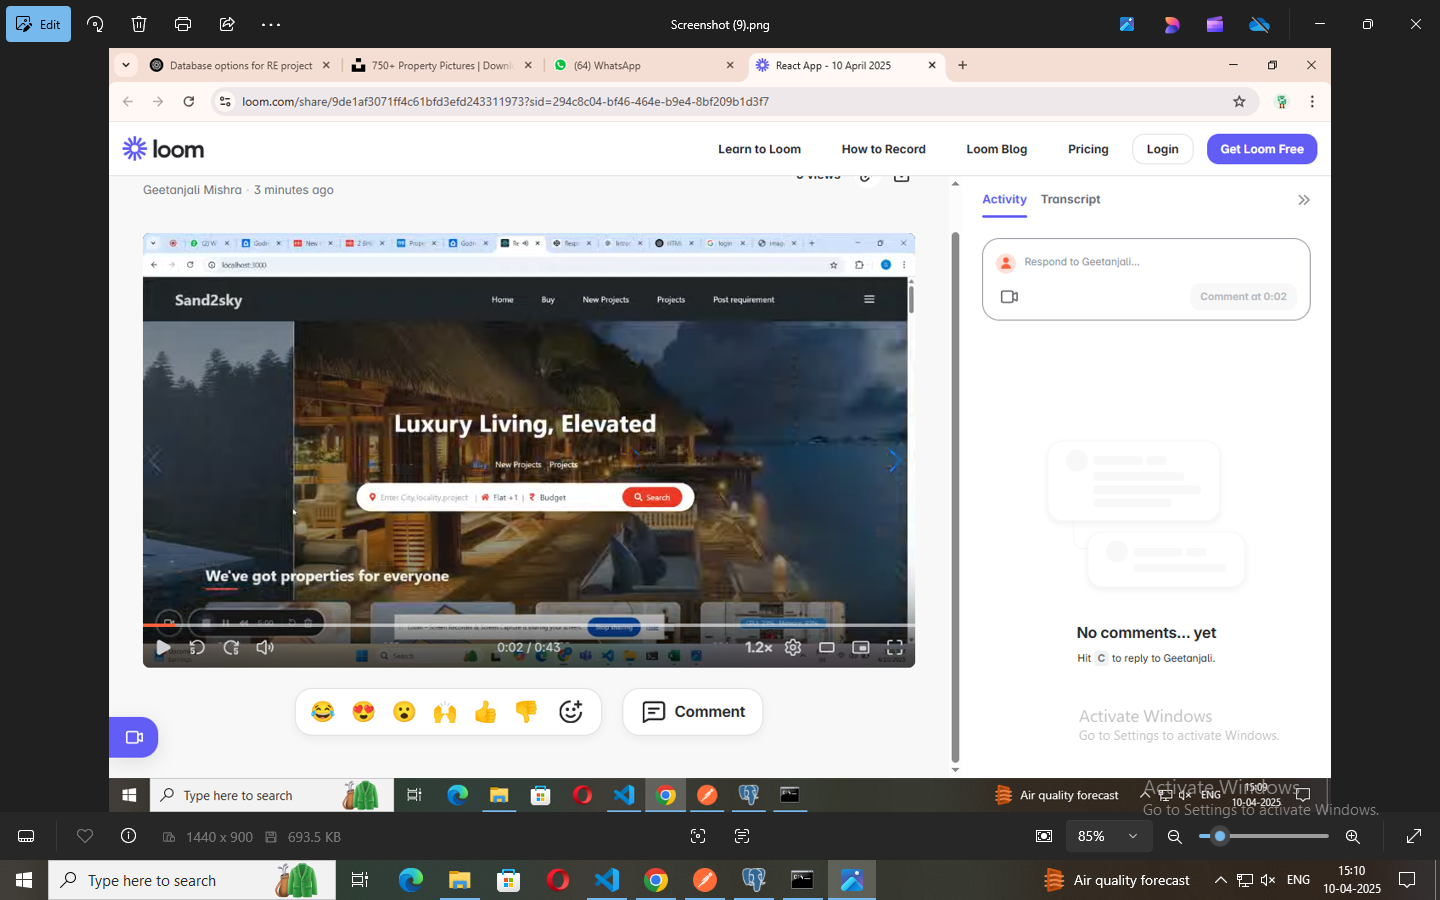 Edit
Screenshot (9).png
Database options for RE project
750+ Property Pictures | Downl
(64) WhatsApp
React App - 10 April 2025
loom.com/share/9de1af3071ff4c61bfd3efd243311973?sid=294c8c04-bf46-464e-b9e4-8bf209b1d3f7
loom
Learn to Loom
How to Record
Loom Blog
Pricing
Login
Get Loom Free
Geetanjali Mishra · 3 minutes ago
Activity
Transcript
Respond to Geetanjali...
Comment at 0:02
localhost:3000
Sand2sky
Home
Buy
New Projects
Projects
Post requirement
Luxury Living, Elevated
Buy
New Projects
Projects
Enter City,locality,project
Flat +1
Budget
Search
We've got properties for everyone
Stop sharing
0:02 / 0:43
1.2×
Comment
No comments... yet
Hit C to reply to Geetanjali.
Activate Windows
Go to Settings to activate Windows.
Type here to search
Air quality forecast
ENG
15:09
10-04-2025
Activate Windows
Go to Settings to activate Windows.
1440 x 900
693.5 KB
85%
Type here to search
Air quality forecast
ENG
15:10
10-04-2025